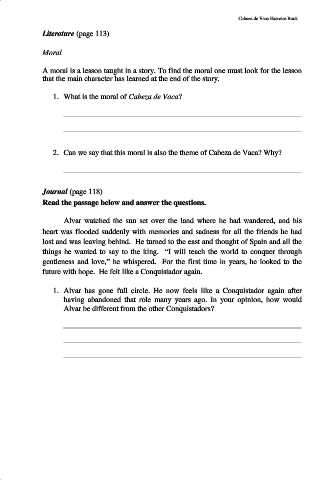 Cabeza de Vaca Exercise Book
Literature (page 113)
Moral
A moral is a lesson taught in a story. To find the moral one must look for the lesson
that the main character has learned at the end of the story.
1. What is the moral of Cabeza de Vaca?
2. Can we say that this moral is also the theme of Cabeza de Vaca? Why?
Journal (page 118)
Read the passage below and answer the questions.
Alvar watched the sun set over the land where he had wandered, and his
heart was flooded suddenly with memories and sadness for all the friends he had
lost and was leaving behind. He turned to the east and thought of Spain and all the
things he wanted to say to the king. "I will teach the world to conquer through
gentleness and love," he whispered. For the first time in years, he looked to the
future with hope. He felt like a Conquistador again.
1. Alvar has gone full circle. He now feels like a Conquistador again after
having abandoned that role many years ago. In your opinion, how would
Alvar be different from the other Conquistadors?